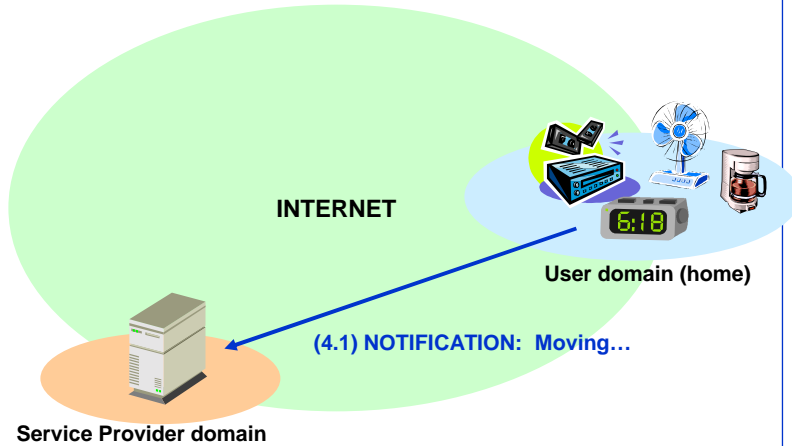 INTERNET
6:18
User domain (home)
(4.1) NOTIFICATION: Moving…
Service Provider domain